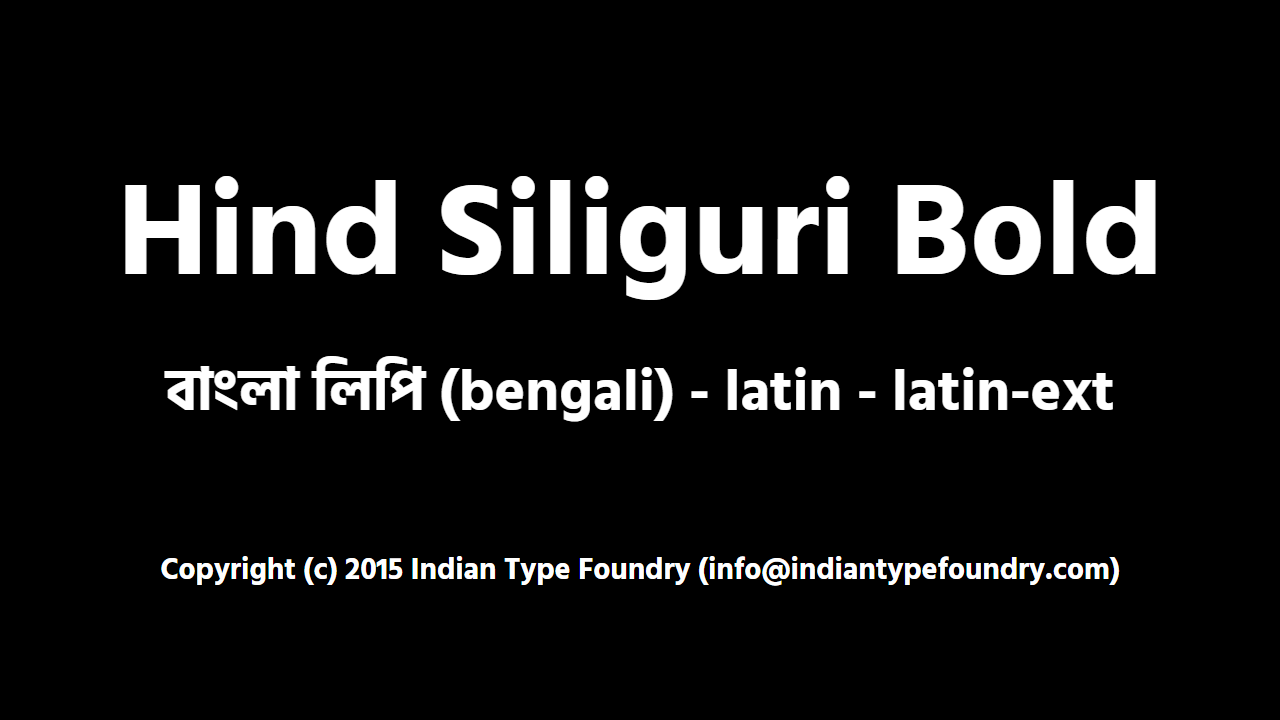 Hind Siliguri Bold
বাংলা লিপি (bengali) - latin - latin-ext
Copyright (c) 2015 Indian Type Foundry (info@indiantypefoundry.com)